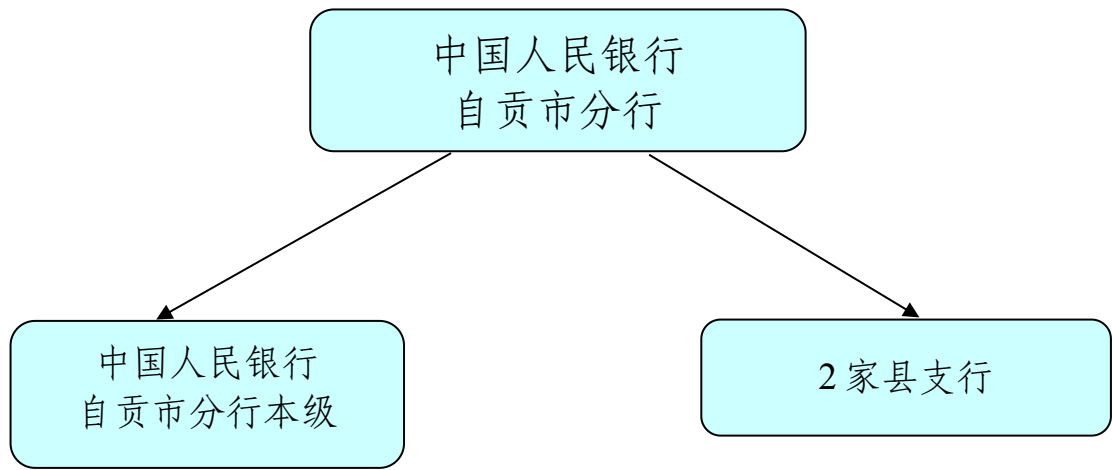 中国人民银行
自贡市分行
中国人民银行
自贡市分行本级
2家县支行